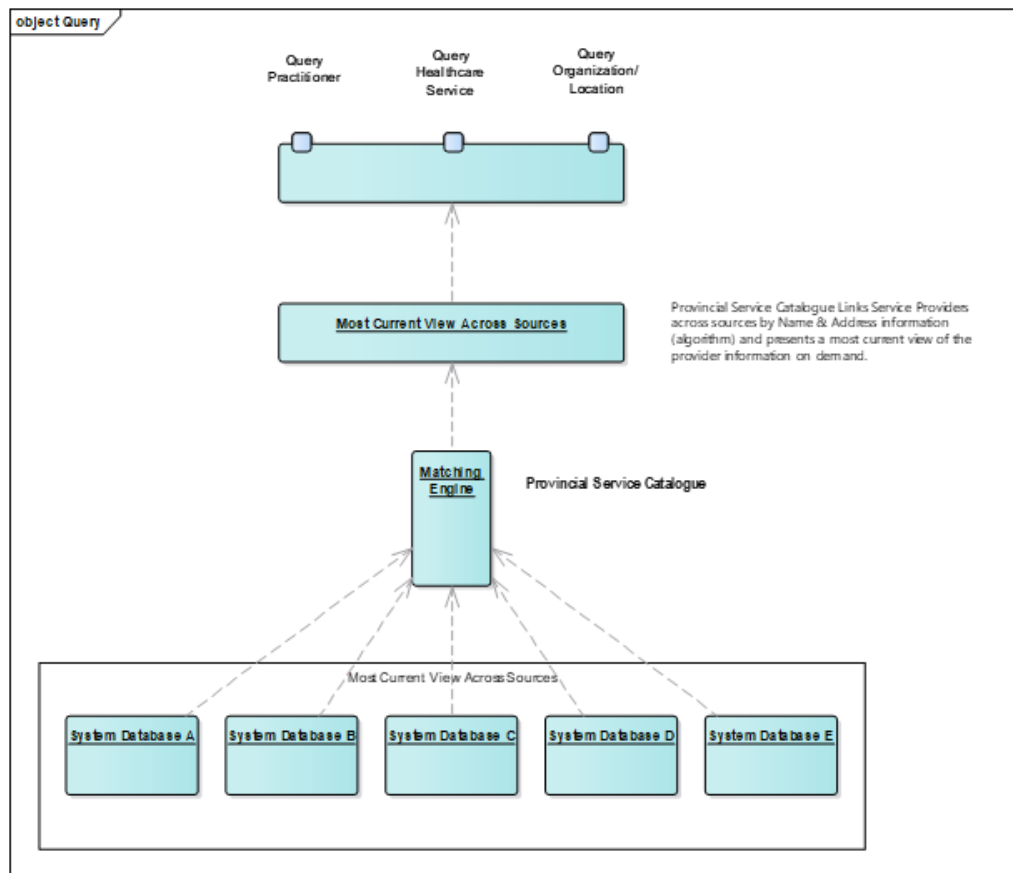 object Query
Query
Practitioner
Query
Healthcare
Service
Query
Organization/
Location
Most Current View Across Sources
Provincial Service Catalogue Links Service Providers
across sources by Name & Address information
(algorithm) and presents a most current view of the
provider information on demand.
Matching
Engine
Provincial Service Catalogue
Most Current View Across Sources
System Database A
System Database B
System Database C
System Database D
System Database E